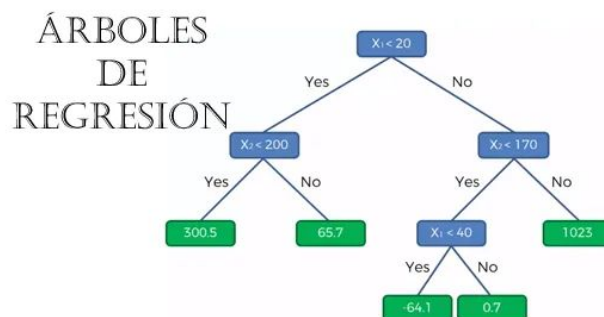 ÁRBOLES
DE
REGRESIÓN
X₁ < 20
Yes
No
X₂ < 200
X₂ < 170
Yes
No
Yes
No
300.5
65.7
X₁ < 40
1023
Yes
No
-64.1
0.7